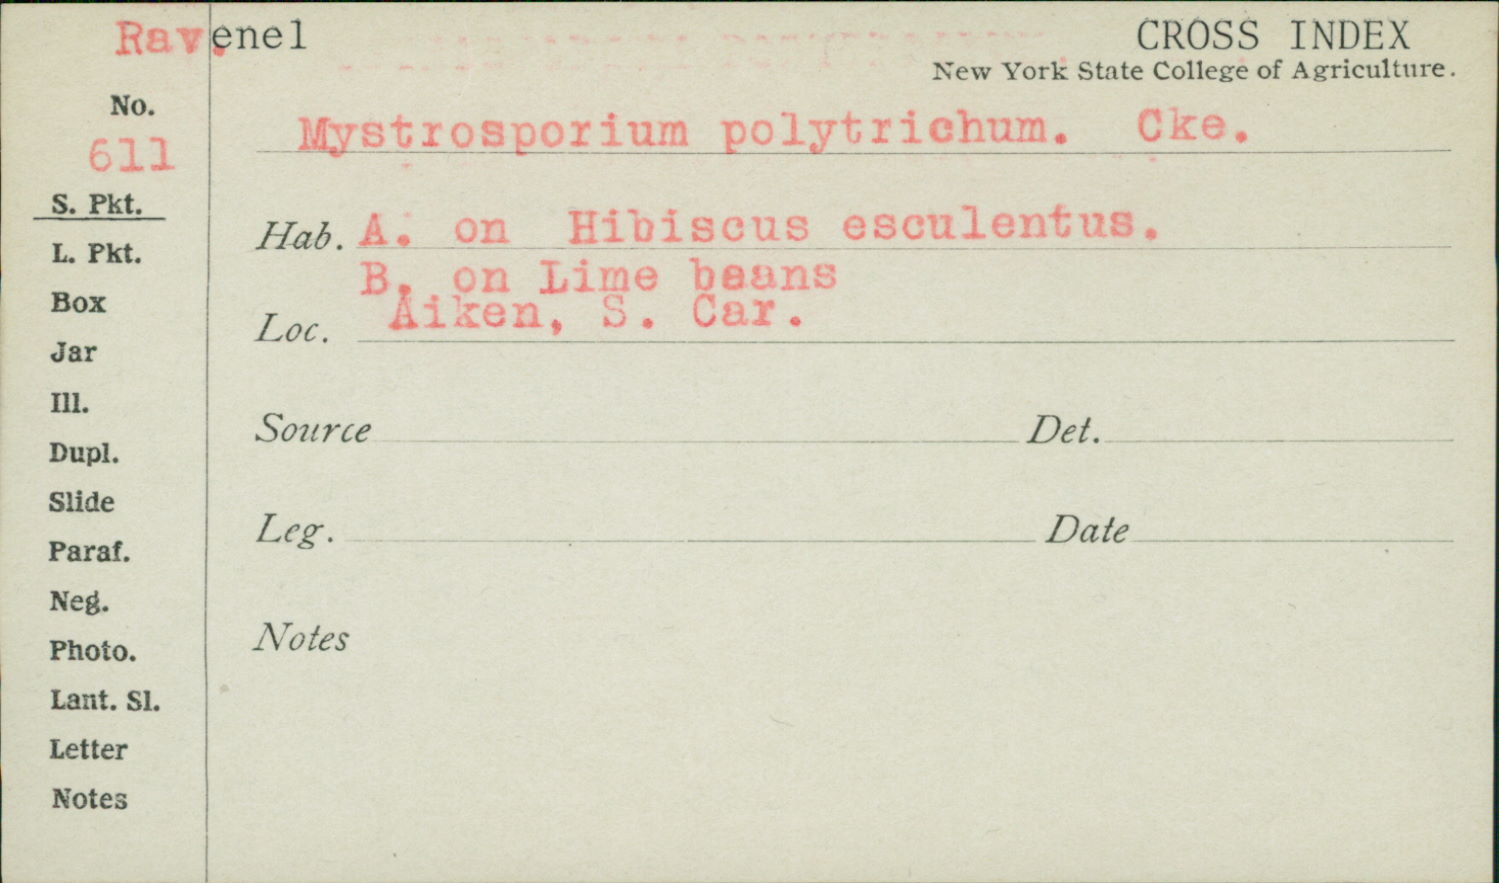 Ravenel
CROSS INDEX
New York State College of Agriculture.
No.
611
Mystrosporium polytrichum. Cke.
S. Pkt.
L. Pkt.
Box
Jar
Ill.
Dupl.
Slide
Paraf.
Neg.
Photo.
Lant. Sl.
Letter
Notes
Hab. A. on Hibiscus esculentus.
B. on Lime beans
Aiken, S. Car.
Loc.
Source
Det.
Leg.
Date
Notes